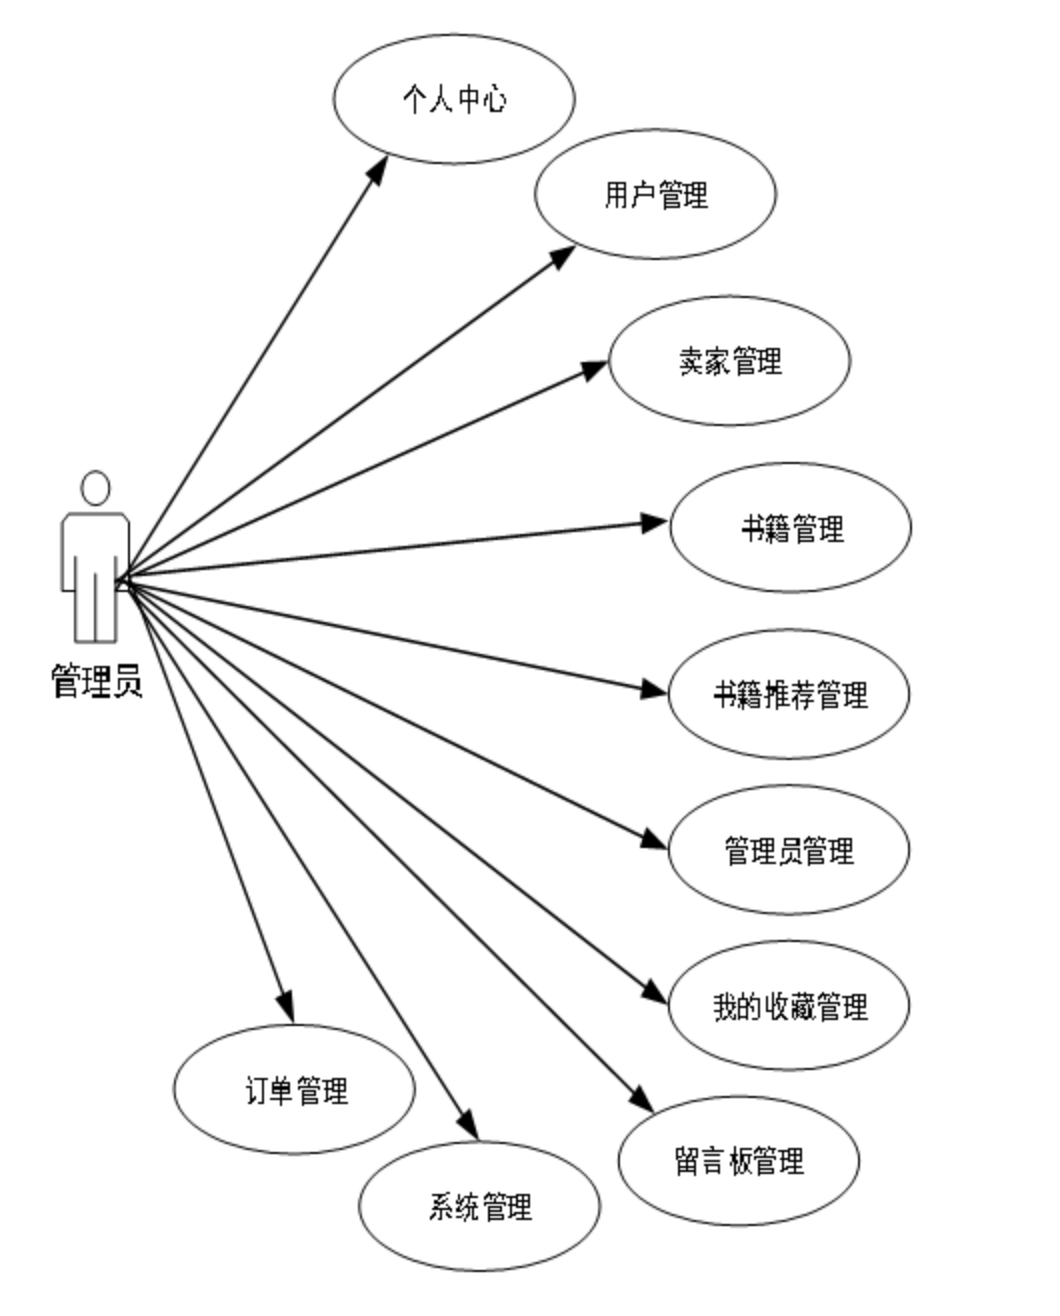 个人中心
用户管理
卖家管理
书籍管理
管理员
书籍推荐管理
管理员管理
我的收藏管理
订单管理
留言板管理
系统管理